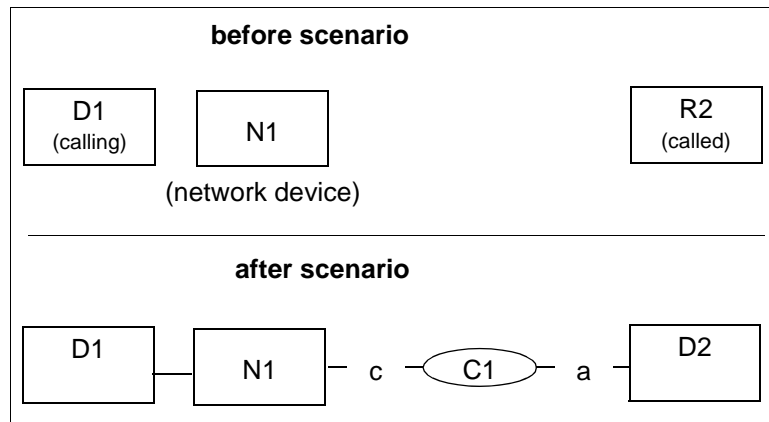 before scenario
D1
(calling)
N1
(network device)
R2
(called)
after scenario
D1
N1
c
C1
a
D2